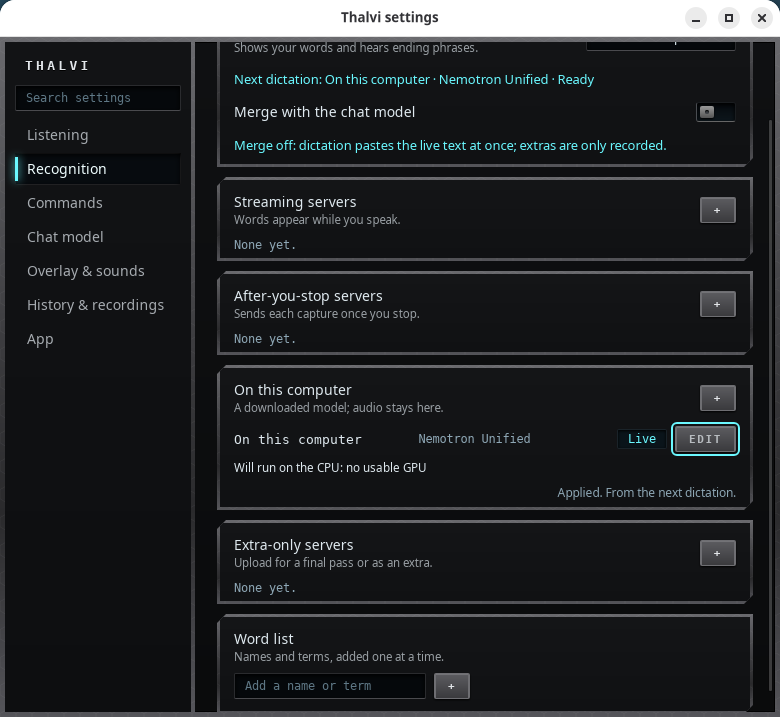 Thalvi settings
THALVI
Search settings
Listening
Recognition
Commands
Chat model
Overlay & sounds
History & recordings
App
Shows your words and hears ending phrases.
Next dictation: On this computer · Nemotron Unified · Ready
Merge with the chat model
Merge off: dictation pastes the live text at once; extras are only recorded.
Streaming servers
Words appear while you speak.
+
None yet.
After-you-stop servers
Sends each capture once you stop.
+
None yet.
On this computer
A downloaded model; audio stays here.
+
On this computer Nemotron Unified Live EDIT
Will run on the CPU: no usable GPU
Applied. From the next dictation.
Extra-only servers
Upload for a final pass or as an extra.
+
None yet.
Word list
Names and terms, added one at a time.
Add a name or term +